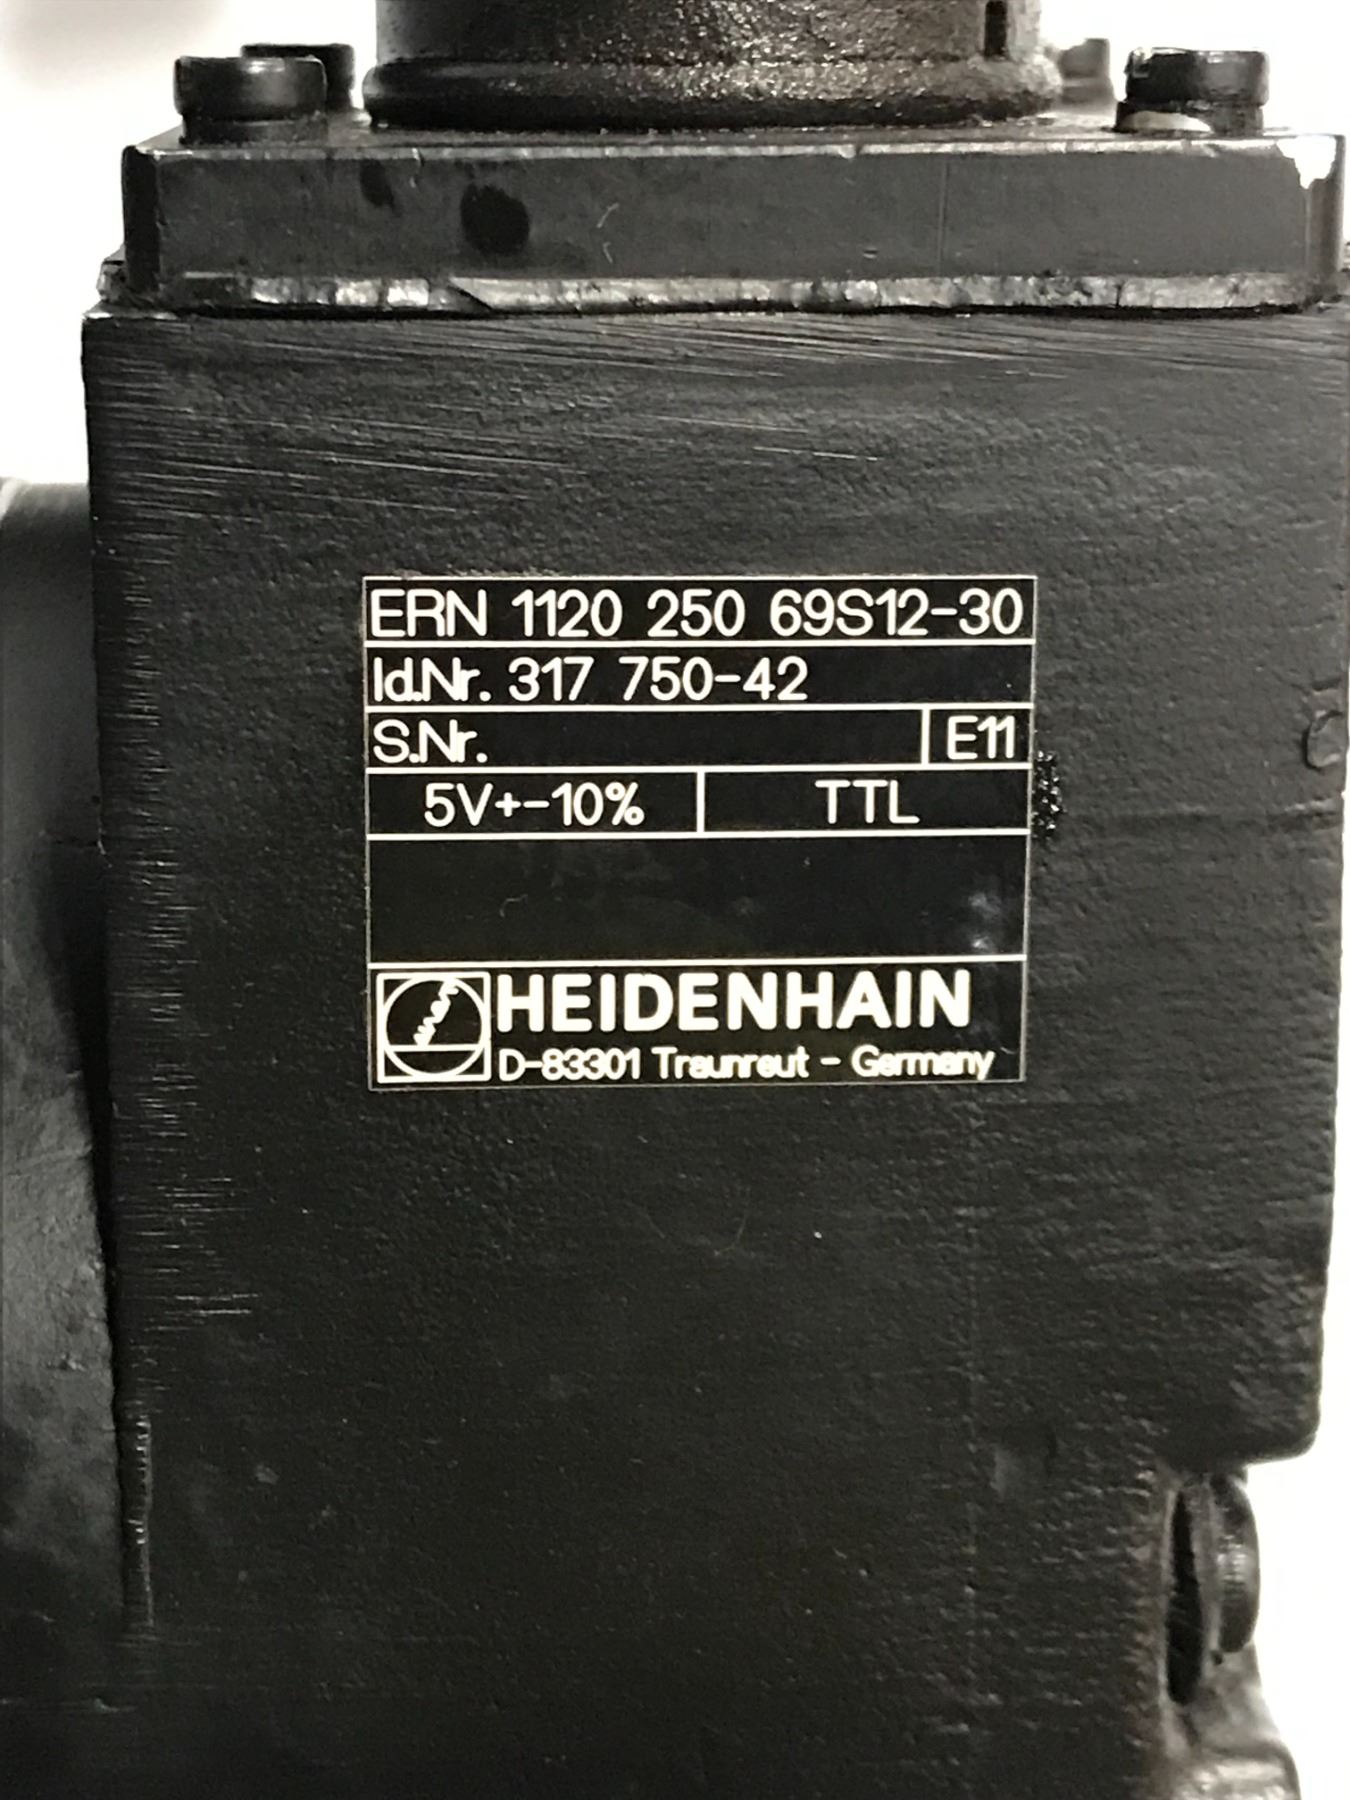 ERN 1120 250 69S12-30
Id.Nr. 317 750-42
S.Nr. E11
5V+-10% TTL
HEIDENHAIN
D-83301 Traunreut - Germany